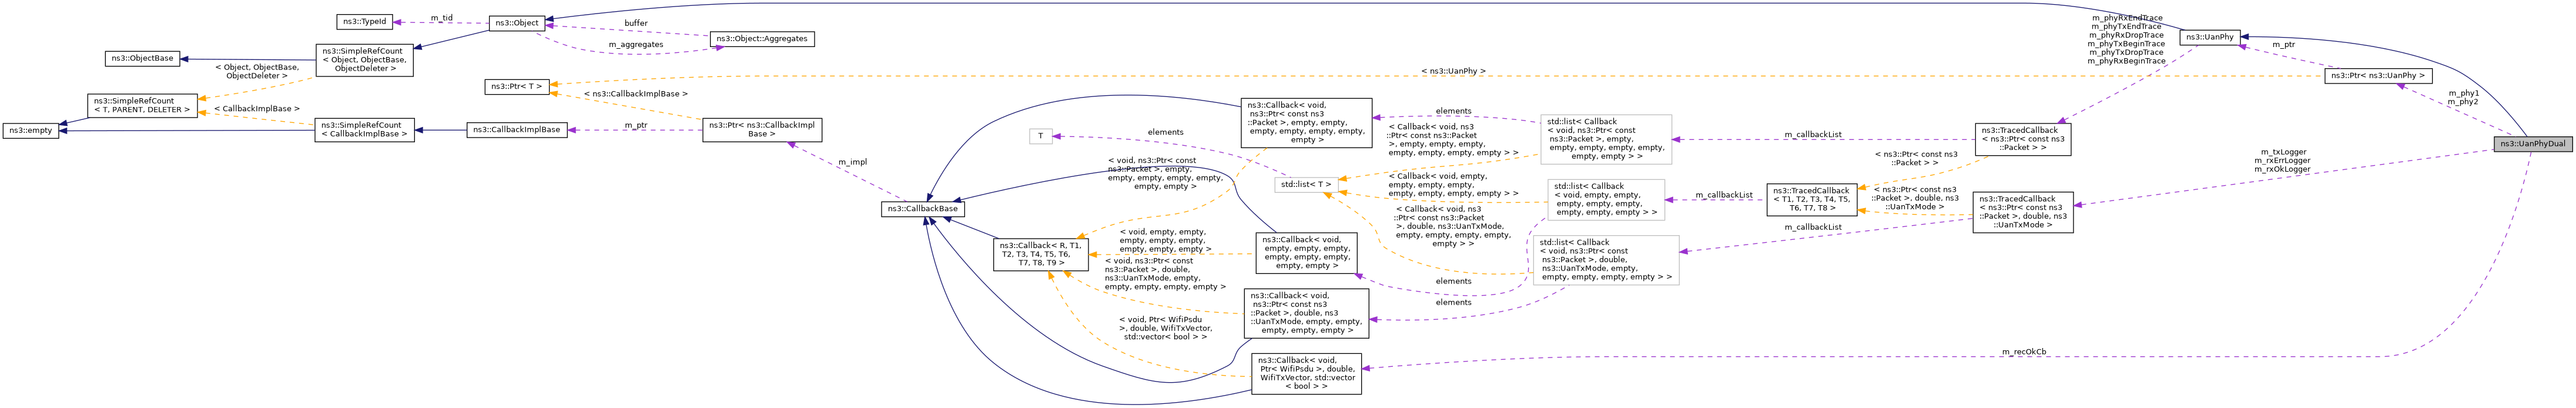 ns3::TypeId
m_tid
ns3::Object
buffer
m_aggregates
ns3::Object::Aggregates
ns3::ObjectBase
ns3::SimpleRefCount
< Object, ObjectBase,
ObjectDeleter >
< Object, ObjectBase,
ObjectDeleter >
ns3::SimpleRefCount
< T, PARENT, DELETER >
< CallbackImplBase >
ns3::empty
ns3::SimpleRefCount
< CallbackImplBase >
ns3::CallbackImplBase
ns3::Ptr< T >
< ns3::CallbackImplBase >
m_ptr
ns3::Ptr< ns3::CallbackImpl
Base >
m_impl
ns3::CallbackBase
T
elements
< void, ns3::Ptr< const
ns3::Packet >, empty,
empty, empty, empty, empty,
empty, empty >
ns3::Callback< R, T1,
T2, T3, T4, T5, T6,
T7, T8, T9 >
< void, empty, empty,
empty, empty, empty,
empty, empty, empty >
< void, ns3::Ptr< const
ns3::Packet >, double,
ns3::UanTxMode, empty,
empty, empty, empty, empty >
< void, Ptr< WifiPsdu
>, double, WifiTxVector,
std::vector< bool > >
ns3::Callback< void,
ns3::Ptr< const ns3
::Packet >, empty, empty,
empty, empty, empty, empty,
empty >
std::list< T >
ns3::Callback< void,
empty, empty, empty,
empty, empty, empty,
empty, empty >
ns3::Callback< void,
ns3::Ptr< const ns3
::Packet >, double, ns3
::UanTxMode, empty, empty,
empty, empty, empty >
ns3::Callback< void,
Ptr< WifiPsdu >, double,
WifiTxVector, std::vector
< bool > >
< ns3::UanPhy >
elements
< Callback< void, ns3
::Ptr< const ns3::Packet
>, empty, empty, empty,
empty, empty, empty, empty > >
< Callback< void, empty,
empty, empty, empty,
empty, empty, empty, empty > >
< Callback< void, ns3
::Ptr< const ns3::Packet
>, double, ns3::UanTxMode,
empty, empty, empty, empty,
empty > >
elements
elements
std::list< Callback
< void, ns3::Ptr< const
ns3::Packet >, empty,
empty, empty, empty, empty,
empty, empty > >
std::list< Callback
< void, empty, empty,
empty, empty, empty,
empty, empty, empty > >
std::list< Callback
< void, ns3::Ptr< const
ns3::Packet >, double,
ns3::UanTxMode, empty,
empty, empty, empty, empty > >
m_callbackList
m_callbackList
m_callbackList
ns3::TracedCallback
< T1, T2, T3, T4, T5,
T6, T7, T8 >
< ns3::Ptr< const ns3
::Packet > >
< ns3::Ptr< const ns3
::Packet >, double, ns3
::UanTxMode >
ns3::TracedCallback
< ns3::Ptr< const ns3
::Packet > >
ns3::TracedCallback
< ns3::Ptr< const ns3
::Packet >, double, ns3
::UanTxMode >
m_phyRxEndTrace
m_phyTxEndTrace
m_phyRxDropTrace
m_phyTxBeginTrace
m_phyTxDropTrace
m_phyRxBeginTrace
ns3::UanPhy
m_ptr
ns3::Ptr< ns3::UanPhy >
m_phy1
m_phy2
m_txLogger
m_rxErrLogger
m_rxOkLogger
m_recOkCb
ns3::UanPhyDual